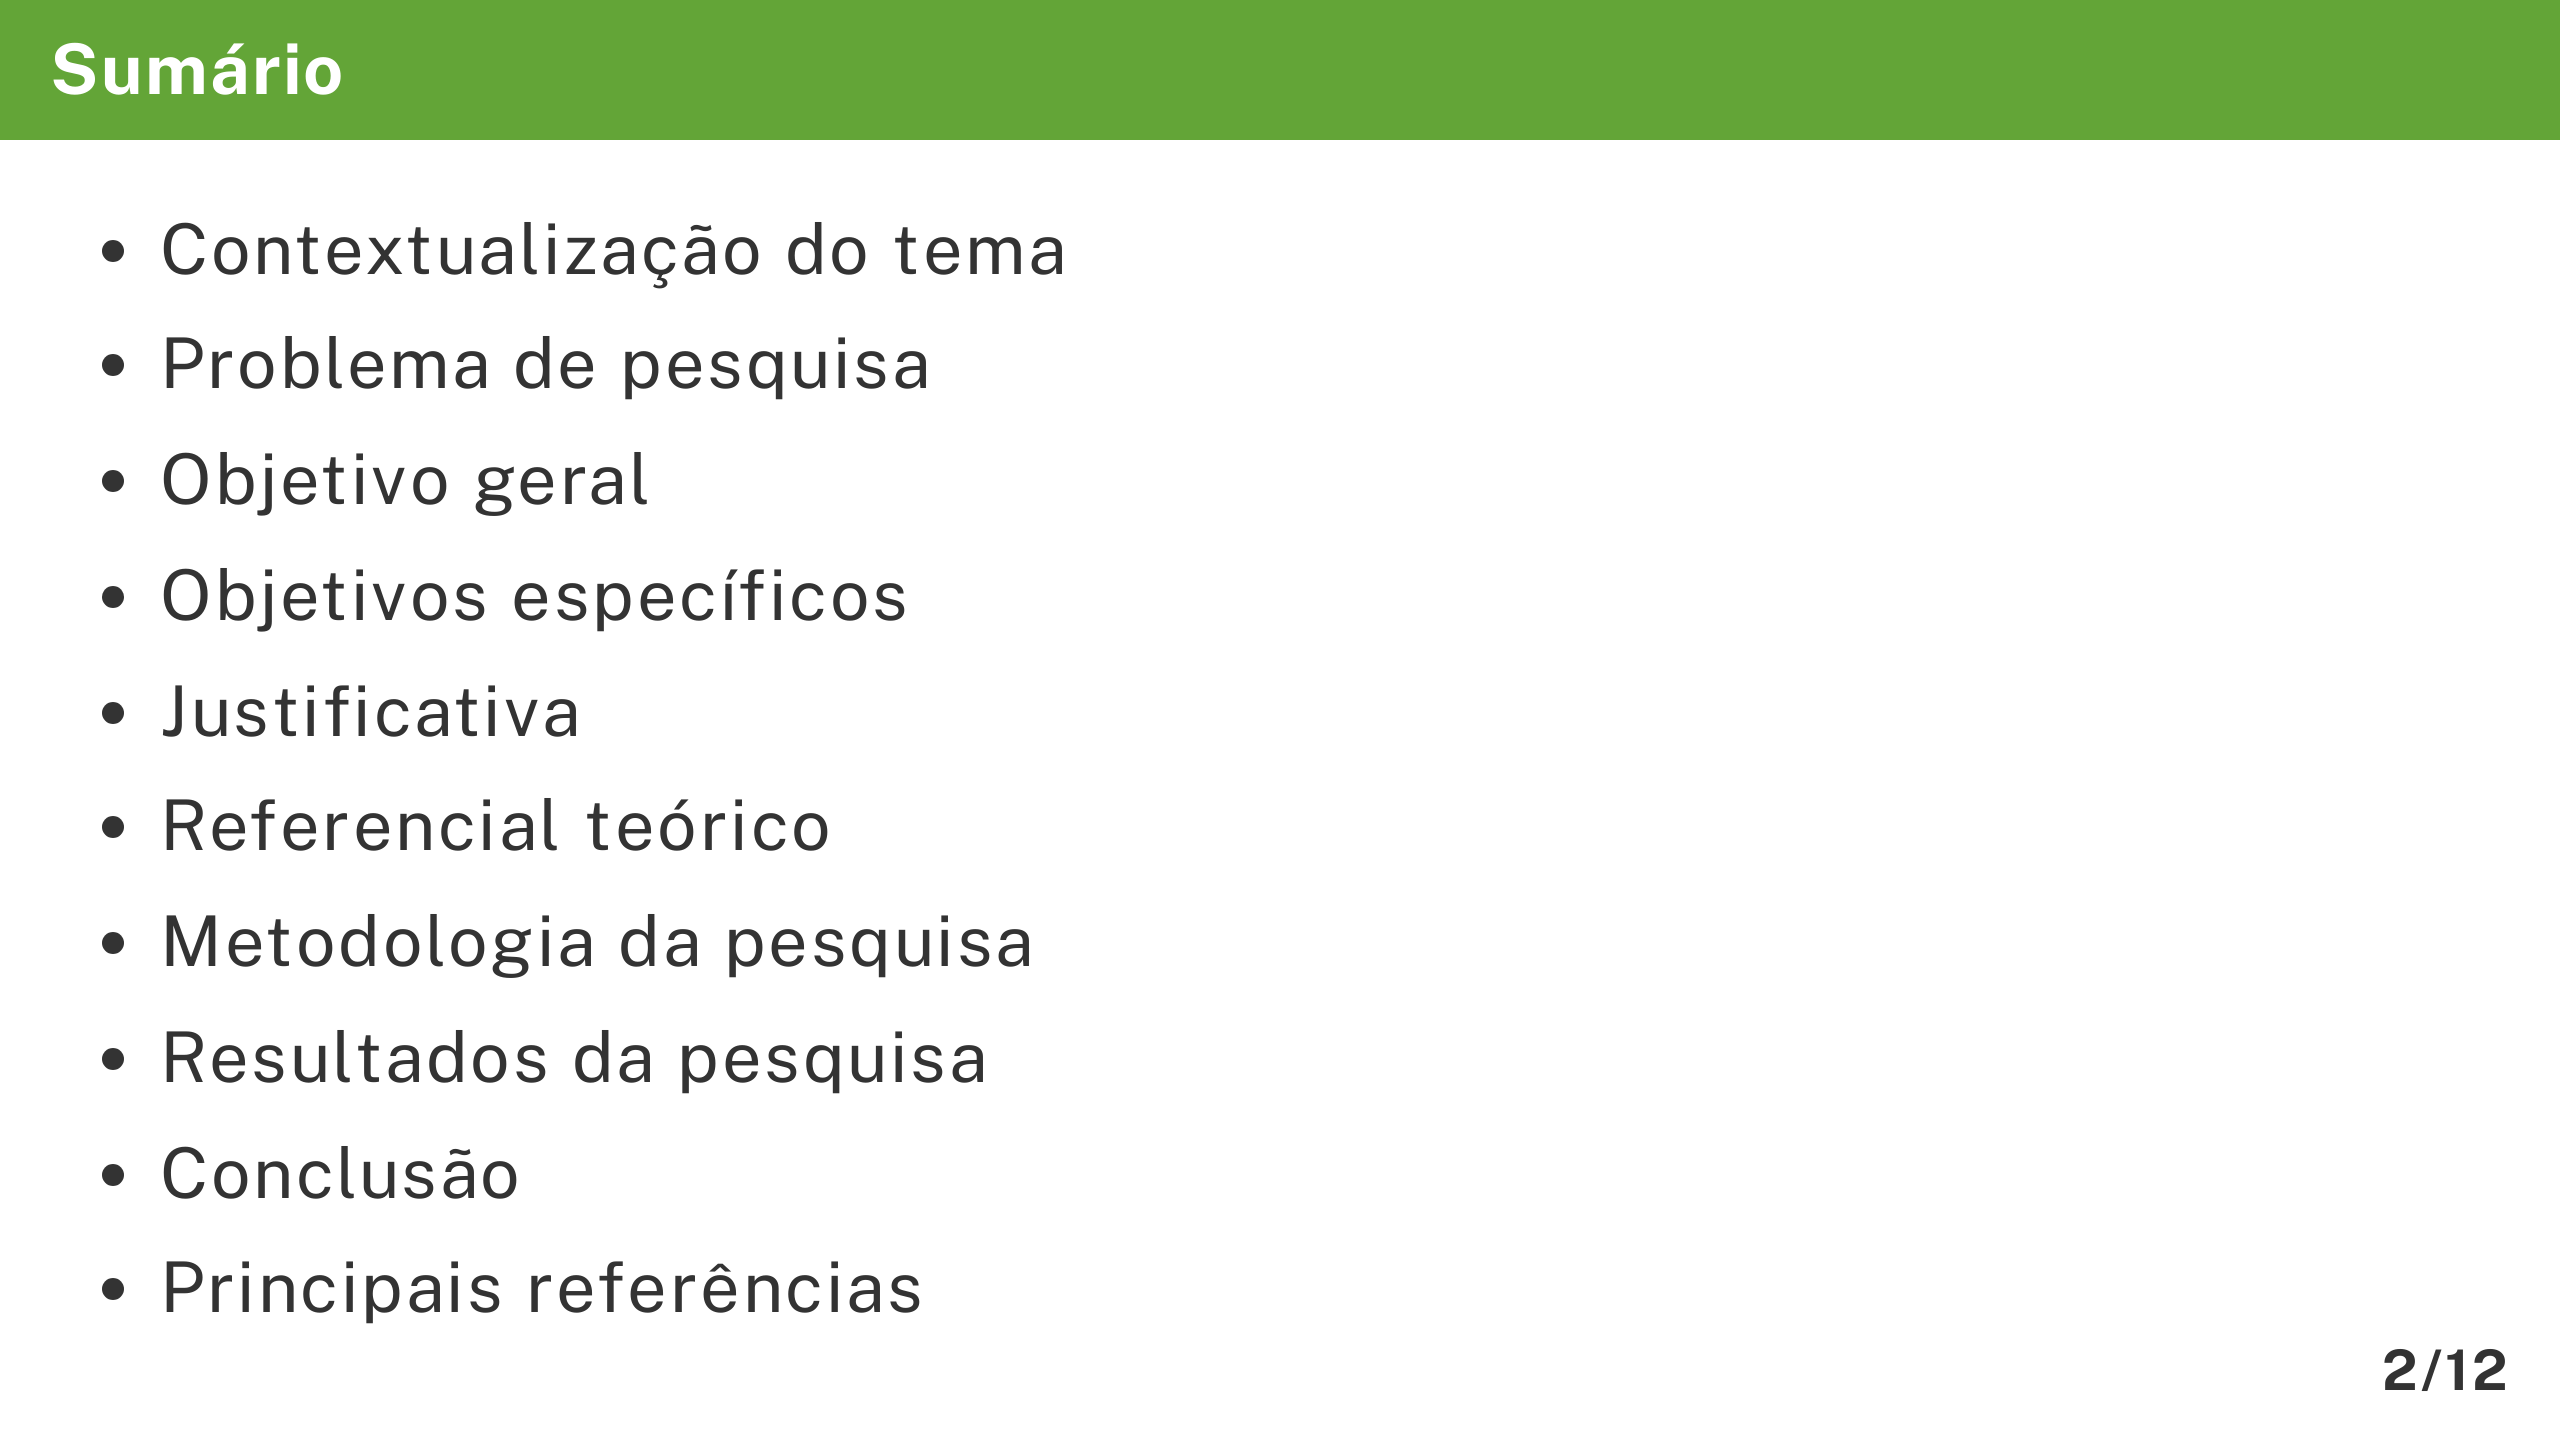 Sumário
• Contextualização do tema
• Problema de pesquisa
• Objetivo geral
• Objetivos específicos
• Justificativa
• Referencial teórico
• Metodologia da pesquisa
• Resultados da pesquisa
• Conclusão
• Principais referências
2/12